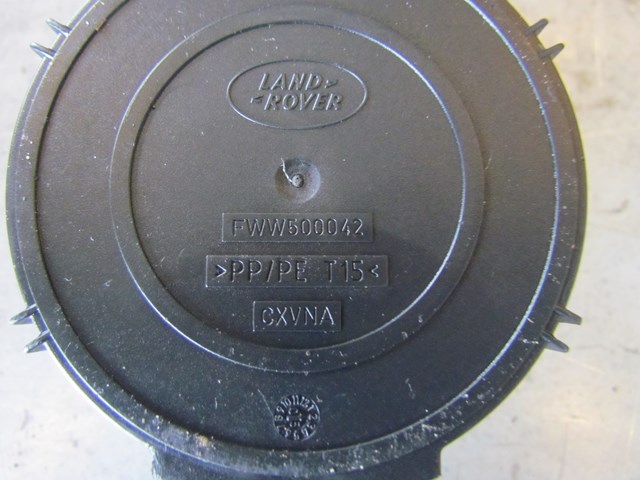 LAND
ROVER
FWW500042
>PP/PE T15<
CXVNA